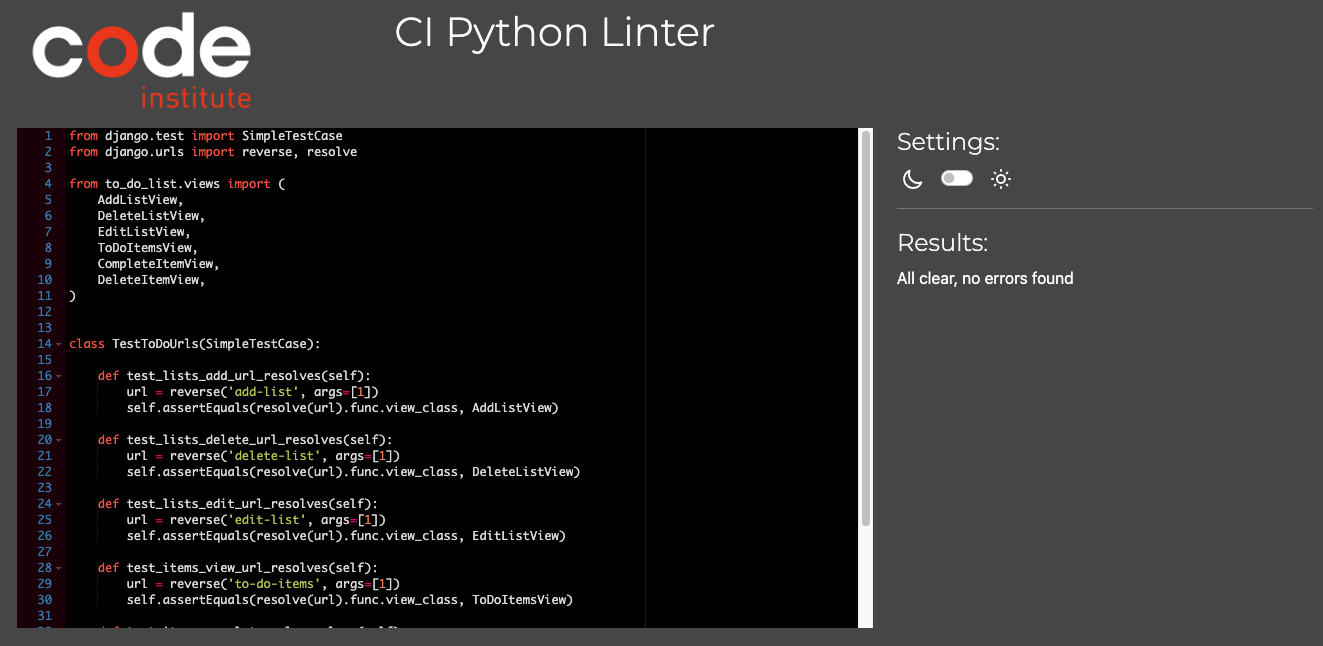 code
institute
CI Python Linter
1 from django.test import SimpleTestCase
2 from django.urls import reverse, resolve
3
4 from to_do_list.views import (
5     AddListView,
6     DeleteListView,
7     EditListView,
8     ToDoItemsView,
9     CompleteItemView,
10     DeleteItemView,
11 )
12
13
14 class TestToDoUrls(SimpleTestCase):
15
16     def test_lists_add_url_resolves(self):
17         url = reverse('add-list', args=[1])
18         self.assertEquals(resolve(url).func.view_class, AddListView)
19
20     def test_lists_delete_url_resolves(self):
21         url = reverse('delete-list', args=[1])
22         self.assertEquals(resolve(url).func.view_class, DeleteListView)
23
24     def test_lists_edit_url_resolves(self):
25         url = reverse('edit-list', args=[1])
26         self.assertEquals(resolve(url).func.view_class, EditListView)
27
28     def test_items_view_url_resolves(self):
29         url = reverse('to-do-items', args=[1])
30         self.assertEquals(resolve(url).func.view_class, ToDoItemsView)
31
Settings:
Results:
All clear, no errors found